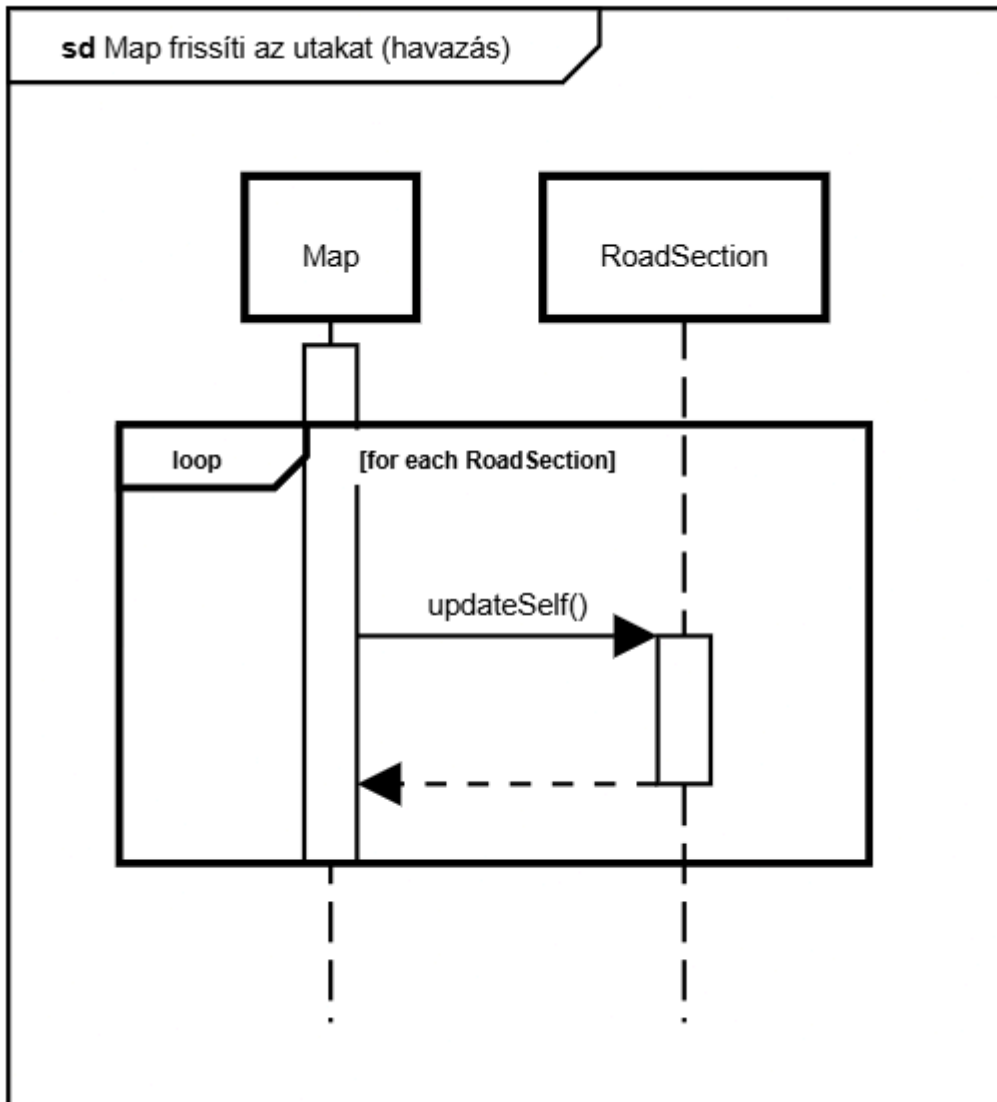 sd Map frissíti az utakat (havazás)
Map
RoadSection
loop
[for each RoadSection]
updateSelf()